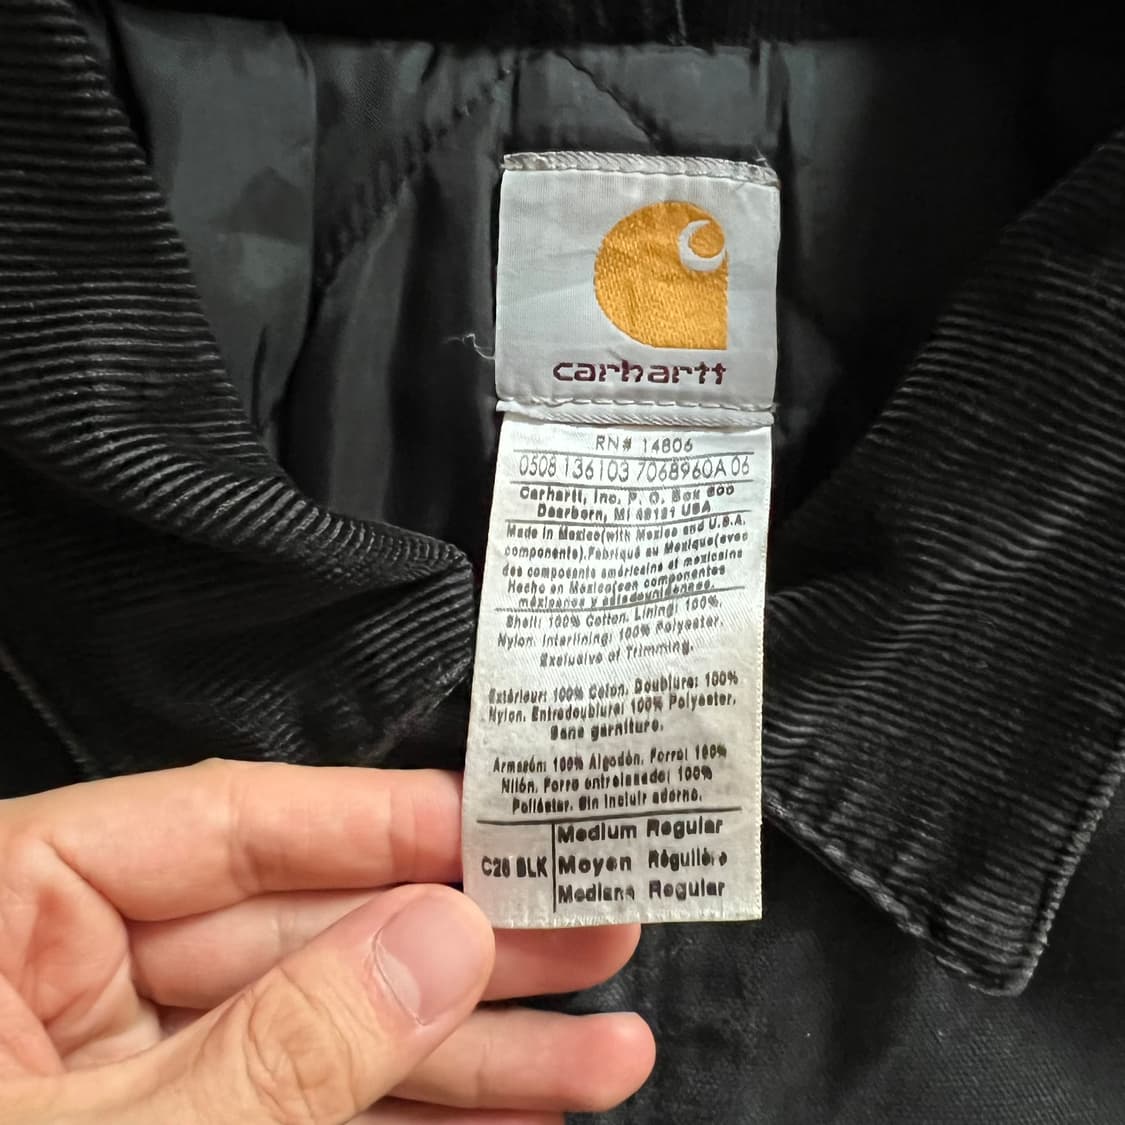 carhartt
RN# 14806
0508 136103 7068960A 06
Carhartt, Inc. P. O. Box 600
Dearborn, MI 48121 USA
Made in Mexico(with Mexico and U.S.A.
components).Fabriqué au Mexique(avec
des composants américains et mexicains
Hecho en Mexico(con componentes
méxicanos y estadounidenses.
Shell: 100% Cotton. Lining: 100%.
Nylon. Interlining: 100% Polyester.
Exclusive of Trimming.
Extérieur: 100% Coton. Doublure: 100%
Nylon. Entredoublure: 100% Polyester.
Sans garniture.
Armasón: 100% Algodón. Forro: 100%
Nilón. Forro entrelasado: 100%
Poliéster. Sin incluir adorno.
C26 BLK
Medium Regular
Moyen Régulière
Mediana Regular